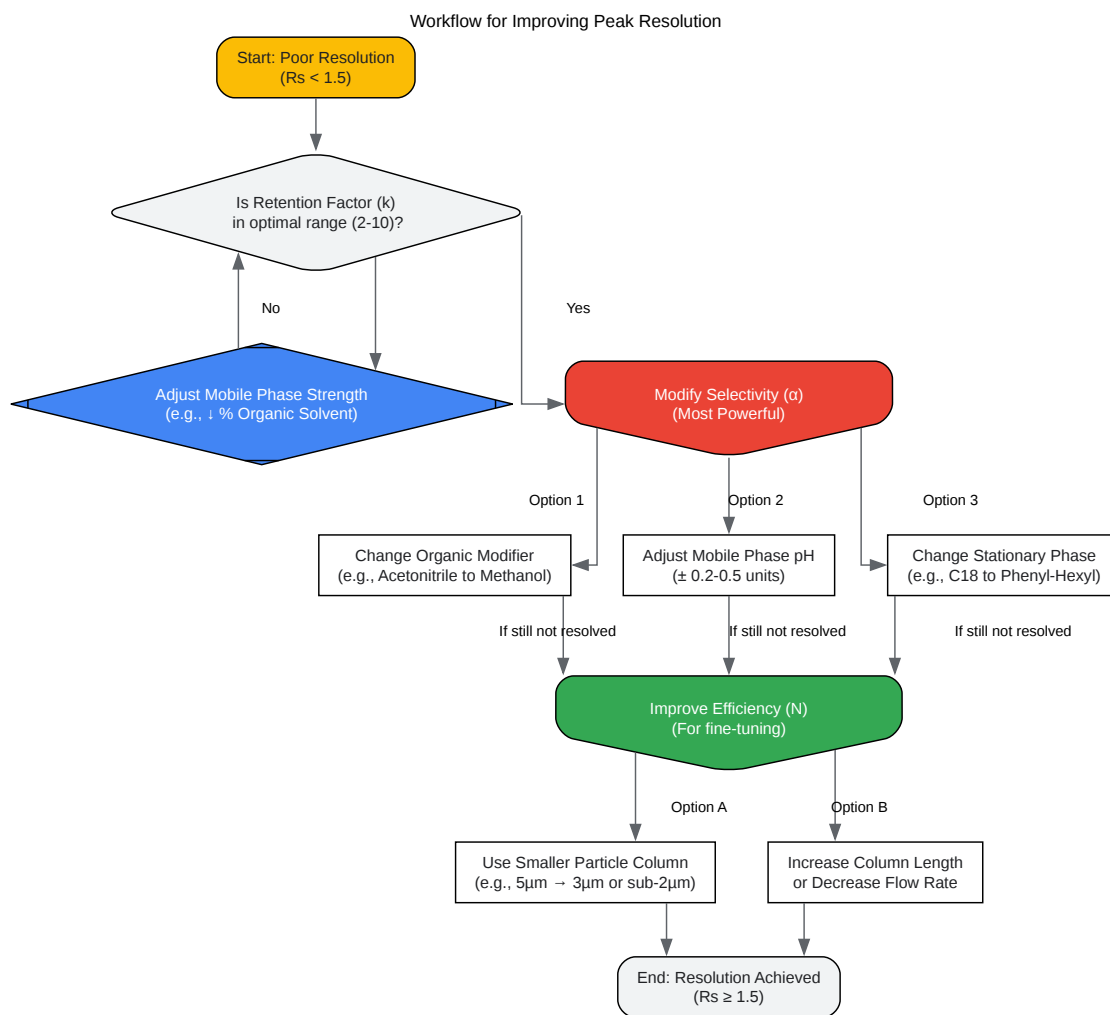 Workflow for Improving Peak Resolution
Start: Poor Resolution
(Rs < 1.5)
Is Retention Factor (k)
in optimal range (2-10)?
No
Yes
Adjust Mobile Phase Strength
(e.g., ↓ % Organic Solvent)
Modify Selectivity (α)
(Most Powerful)
Option 1
Option 2
Option 3
Change Organic Modifier
(e.g., Acetonitrile to Methanol)
Adjust Mobile Phase pH
(± 0.2-0.5 units)
Change Stationary Phase
(e.g., C18 to Phenyl-Hexyl)
If still not resolved
If still not resolved
If still not resolved
Improve Efficiency (N)
(For fine-tuning)
Option A
Option B
Use Smaller Particle Column
(e.g., 5µm → 3µm or sub-2µm)
Increase Column Length
or Decrease Flow Rate
End: Resolution Achieved
(Rs ≥ 1.5)